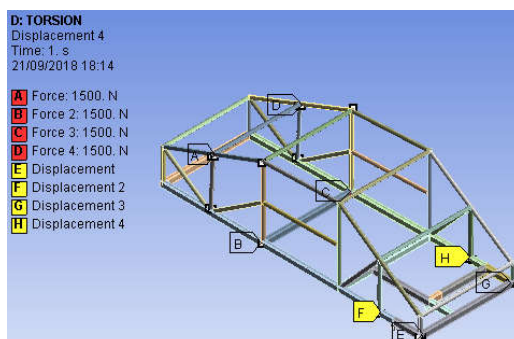 D: TORSION
Displacement 4
Time: 1. s
21/09/2018 18:14
A Force: 1500. N
B Force 2: 1500. N
C Force 3: 1500. N
D Force 4: 1500. N
E Displacement
F Displacement 2
G Displacement 3
H Displacement 4
D
A
C
B
H
G
F
E